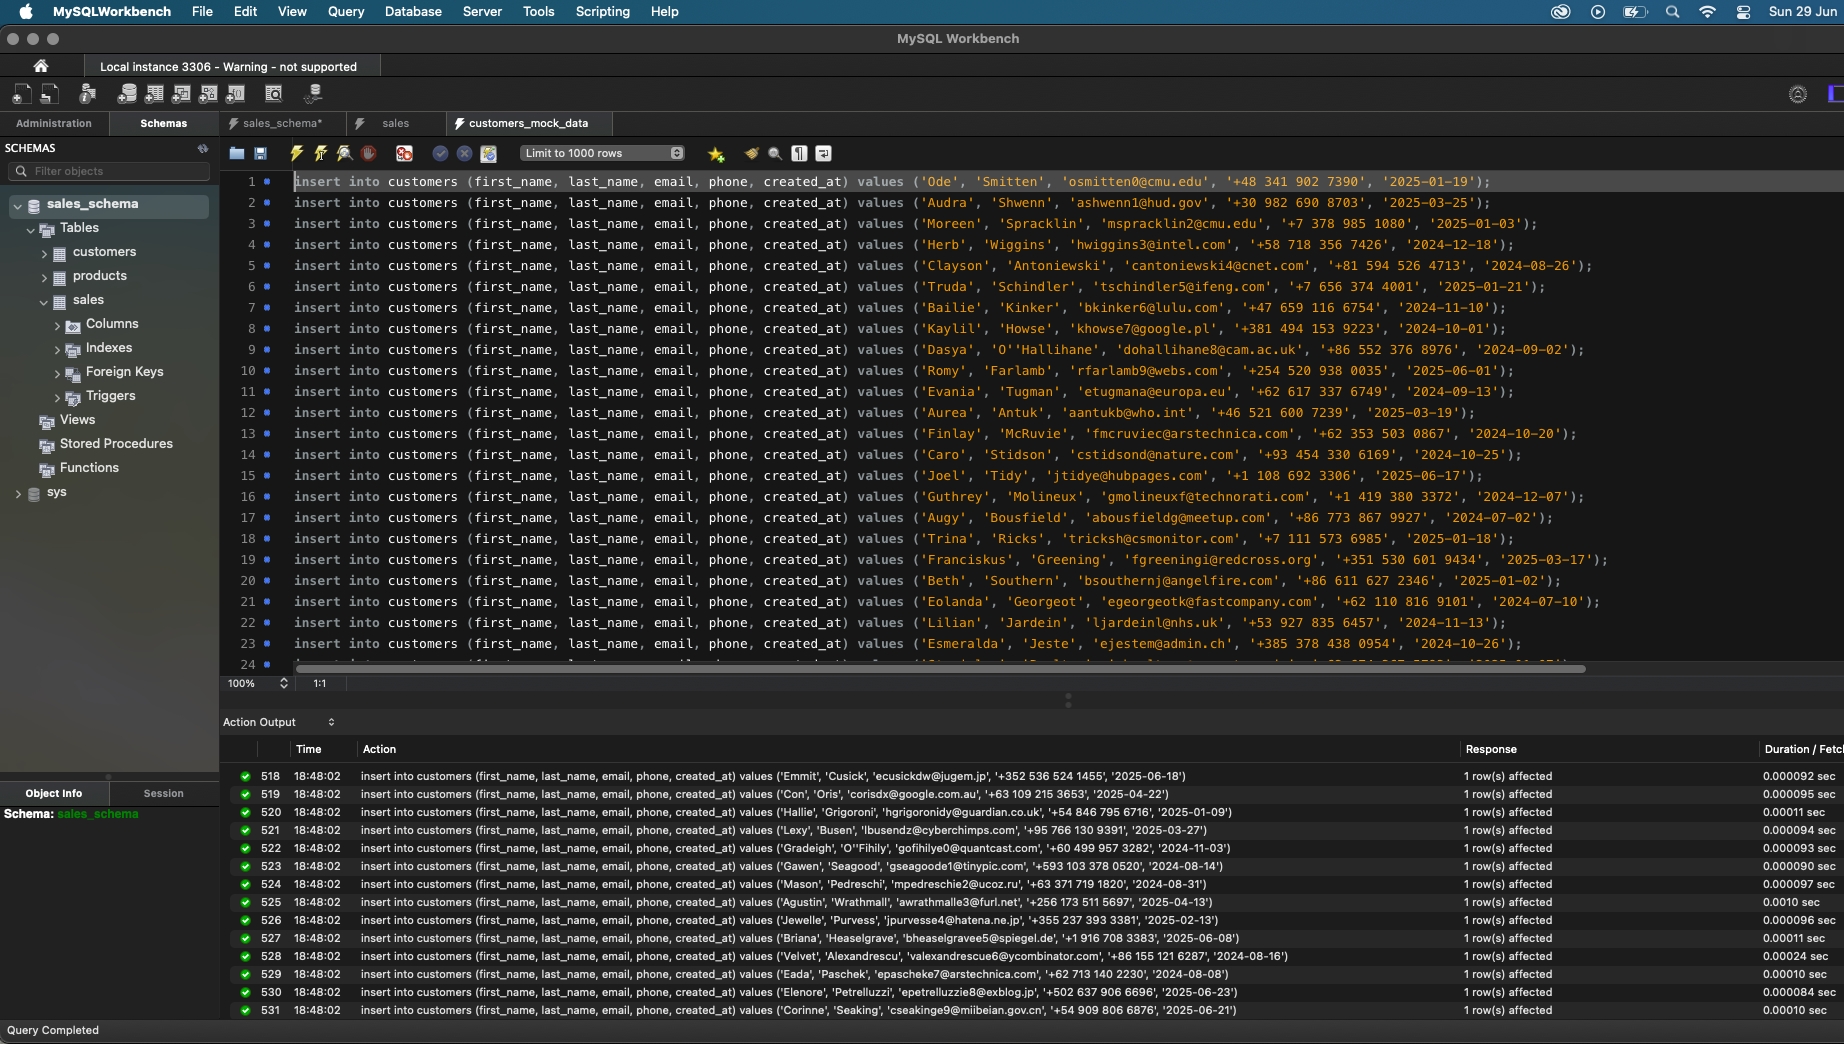 MySQLWorkbench File Edit View Query Database Server Tools Scripting Help Sun 29 Jun
MySQL Workbench
Local instance 3306 - Warning - not supported
Administration Schemas sales_schema* sales customers_mock_data
SCHEMAS
Limit to 1000 rows
Filter objects
sales_schema
Tables
customers
products
sales
Columns
Indexes
Foreign Keys
Triggers
Views
Stored Procedures
Functions
sys
1 insert into customers (first_name, last_name, email, phone, created_at) values ('Ode', 'Smitten', 'osmitten0@cmu.edu', '+48 341 902 7390', '2025-01-19');
2 insert into customers (first_name, last_name, email, phone, created_at) values ('Audra', 'Shwenn', 'ashwenn1@hud.gov', '+30 982 690 8703', '2025-03-25');
3 insert into customers (first_name, last_name, email, phone, created_at) values ('Moreen', 'Spracklin', 'mspracklin2@cmu.edu', '+7 378 985 1080', '2025-01-03');
4 insert into customers (first_name, last_name, email, phone, created_at) values ('Herb', 'Wiggins', 'hwiggins3@intel.com', '+58 718 356 7426', '2024-12-18');
5 insert into customers (first_name, last_name, email, phone, created_at) values ('Clayson', 'Antoniewski', 'cantoniewski4@cnet.com', '+81 594 526 4713', '2024-08-26');
6 insert into customers (first_name, last_name, email, phone, created_at) values ('Truda', 'Schindler', 'tschindler5@ifeng.com', '+7 656 374 4001', '2025-01-21');
7 insert into customers (first_name, last_name, email, phone, created_at) values ('Bailie', 'Kinker', 'bkinker6@lulu.com', '+47 659 116 6754', '2024-11-10');
8 insert into customers (first_name, last_name, email, phone, created_at) values ('Kaylil', 'Howse', 'khowse7@google.pl', '+381 494 153 9223', '2024-10-01');
9 insert into customers (first_name, last_name, email, phone, created_at) values ('Dasya', 'O''Hallihane', 'dohallihane8@cam.ac.uk', '+86 552 376 8976', '2024-09-02');
10 insert into customers (first_name, last_name, email, phone, created_at) values ('Romy', 'Farlamb', 'rfarlamb9@webs.com', '+254 520 938 0035', '2025-06-01');
11 insert into customers (first_name, last_name, email, phone, created_at) values ('Evania', 'Tugman', 'etugmana@europa.eu', '+62 617 337 6749', '2024-09-13');
12 insert into customers (first_name, last_name, email, phone, created_at) values ('Aurea', 'Antuk', 'aantukb@who.int', '+46 521 600 7239', '2025-03-19');
13 insert into customers (first_name, last_name, email, phone, created_at) values ('Finlay', 'McRuvie', 'fmcruviec@arstechnica.com', '+62 353 503 0867', '2024-10-20');
14 insert into customers (first_name, last_name, email, phone, created_at) values ('Caro', 'Stidson', 'cstidsond@nature.com', '+93 454 330 6169', '2024-10-25');
15 insert into customers (first_name, last_name, email, phone, created_at) values ('Joel', 'Tidy', 'jtidye@hubpages.com', '+1 108 692 3306', '2025-06-17');
16 insert into customers (first_name, last_name, email, phone, created_at) values ('Guthrey', 'Molineux', 'gmolineuxf@technorati.com', '+1 419 380 3372', '2024-12-07');
17 insert into customers (first_name, last_name, email, phone, created_at) values ('Augy', 'Bousfield', 'abousfieldg@meetup.com', '+86 773 867 9927', '2024-07-02');
18 insert into customers (first_name, last_name, email, phone, created_at) values ('Trina', 'Ricks', 'tricksh@csmonitor.com', '+7 111 573 6985', '2025-01-18');
19 insert into customers (first_name, last_name, email, phone, created_at) values ('Franciskus', 'Greening', 'fgreeningi@redcross.org', '+351 530 601 9434', '2025-03-17');
20 insert into customers (first_name, last_name, email, phone, created_at) values ('Beth', 'Southern', 'bsouthernj@angelfire.com', '+86 611 627 2346', '2025-01-02');
21 insert into customers (first_name, last_name, email, phone, created_at) values ('Eolanda', 'Georgeot', 'egeorgeotk@fastcompany.com', '+62 110 816 9101', '2024-07-10');
22 insert into customers (first_name, last_name, email, phone, created_at) values ('Lilian', 'Jardein', 'ljardeinl@nhs.uk', '+53 927 835 6457', '2024-11-13');
23 insert into customers (first_name, last_name, email, phone, created_at) values ('Esmeralda', 'Jeste', 'ejestem@admin.ch', '+385 378 438 0954', '2024-10-26');
24
100% 1:1
Action Output
Time Action Response Duration / Fetch
518 18:48:02 insert into customers (first_name, last_name, email, phone, created_at) values ('Emmit', 'Cusick', 'ecusickdw@jugem.jp', '+352 536 524 1455', '2025-06-18') 1 row(s) affected 0.000092 sec
519 18:48:02 insert into customers (first_name, last_name, email, phone, created_at) values ('Con', 'Oris', 'corisdx@google.com.au', '+63 109 215 3653', '2025-04-22') 1 row(s) affected 0.000095 sec
520 18:48:02 insert into customers (first_name, last_name, email, phone, created_at) values ('Hallie', 'Grigoroni', 'hgrigoronidy@guardian.co.uk', '+54 846 795 6716', '2025-01-09') 1 row(s) affected 0.00011 sec
521 18:48:02 insert into customers (first_name, last_name, email, phone, created_at) values ('Lexy', 'Busen', 'lbusendz@cyberchimps.com', '+95 766 130 9391', '2025-03-27') 1 row(s) affected 0.000094 sec
522 18:48:02 insert into customers (first_name, last_name, email, phone, created_at) values ('Gradeigh', 'O''Fihily', 'gofihilye0@quantcast.com', '+60 499 957 3282', '2024-11-03') 1 row(s) affected 0.000093 sec
523 18:48:02 insert into customers (first_name, last_name, email, phone, created_at) values ('Gawen', 'Seagood', 'gseagoode1@tinypic.com', '+593 103 378 0520', '2024-08-14') 1 row(s) affected 0.000090 sec
524 18:48:02 insert into customers (first_name, last_name, email, phone, created_at) values ('Mason', 'Pedreschi', 'mpedreschie2@ucoz.ru', '+63 371 719 1820', '2024-08-31') 1 row(s) affected 0.000097 sec
525 18:48:02 insert into customers (first_name, last_name, email, phone, created_at) values ('Agustin', 'Wrathmall', 'awrathmalle3@furl.net', '+256 173 511 5697', '2025-04-13') 1 row(s) affected 0.0010 sec
526 18:48:02 insert into customers (first_name, last_name, email, phone, created_at) values ('Jewelle', 'Purvess', 'jpurvesse4@hatena.ne.jp', '+355 237 393 3381', '2025-02-13') 1 row(s) affected 0.000096 sec
527 18:48:02 insert into customers (first_name, last_name, email, phone, created_at) values ('Briana', 'Heaselgrave', 'bheaselgravee5@spiegel.de', '+1 916 708 3383', '2025-06-08') 1 row(s) affected 0.00011 sec
528 18:48:02 insert into customers (first_name, last_name, email, phone, created_at) values ('Velvet', 'Alexandrescu', 'valexandrescue6@ycombinator.com', '+86 155 121 6287', '2024-08-16') 1 row(s) affected 0.00024 sec
529 18:48:02 insert into customers (first_name, last_name, email, phone, created_at) values ('Eada', 'Paschek', 'epascheke7@arstechnica.com', '+62 713 140 2230', '2024-08-08') 1 row(s) affected 0.00010 sec
530 18:48:02 insert into customers (first_name, last_name, email, phone, created_at) values ('Elenore', 'Petrelluzzi', 'epetrelluzzie8@exblog.jp', '+502 637 906 6696', '2025-06-23') 1 row(s) affected 0.000084 sec
531 18:48:02 insert into customers (first_name, last_name, email, phone, created_at) values ('Corinne', 'Seaking', 'cseakinge9@miibeian.gov.cn', '+54 909 806 6876', '2025-06-21') 1 row(s) affected 0.00010 sec
Object Info Session
Schema: sales_schema
Query Completed